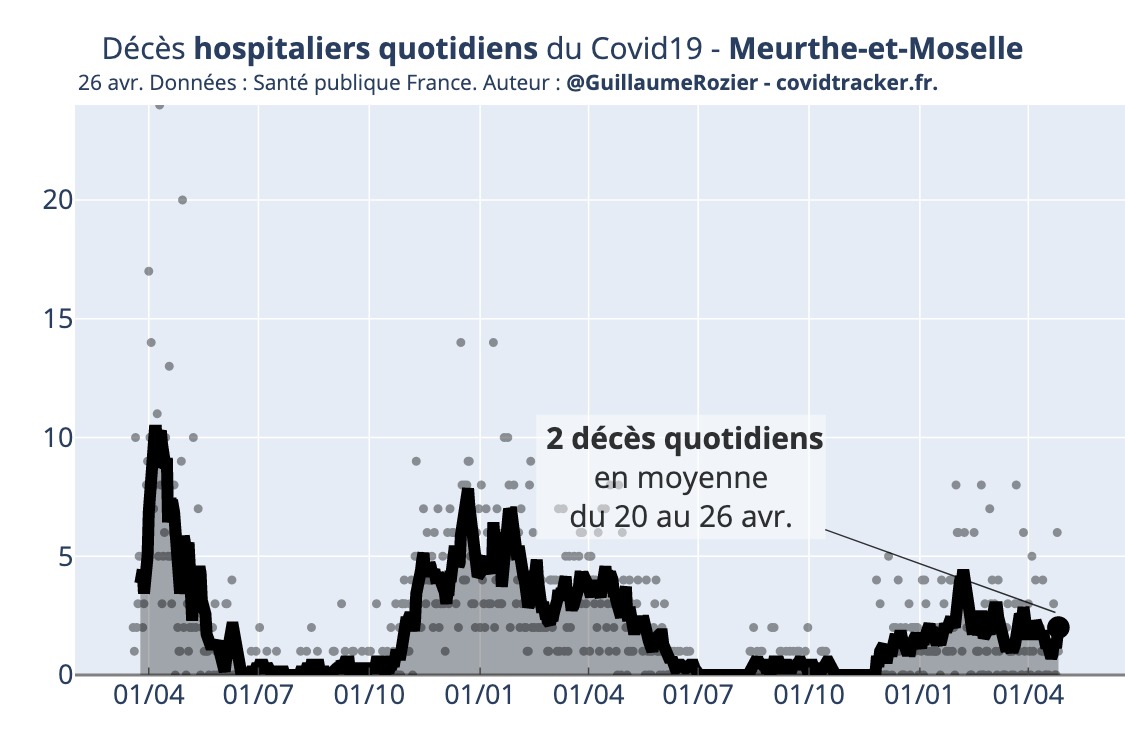 Décès hospitaliers quotidiens du Covid19 - Meurthe-et-Moselle
26 avr. Données : Santé publique France. Auteur : @GuillaumeRozier - covidtracker.fr.
20
15
10
5
0
2 décès quotidiens
en moyenne
du 20 au 26 avr.
01/04 01/07 01/10 01/01 01/04 01/07 01/10 01/01 01/04